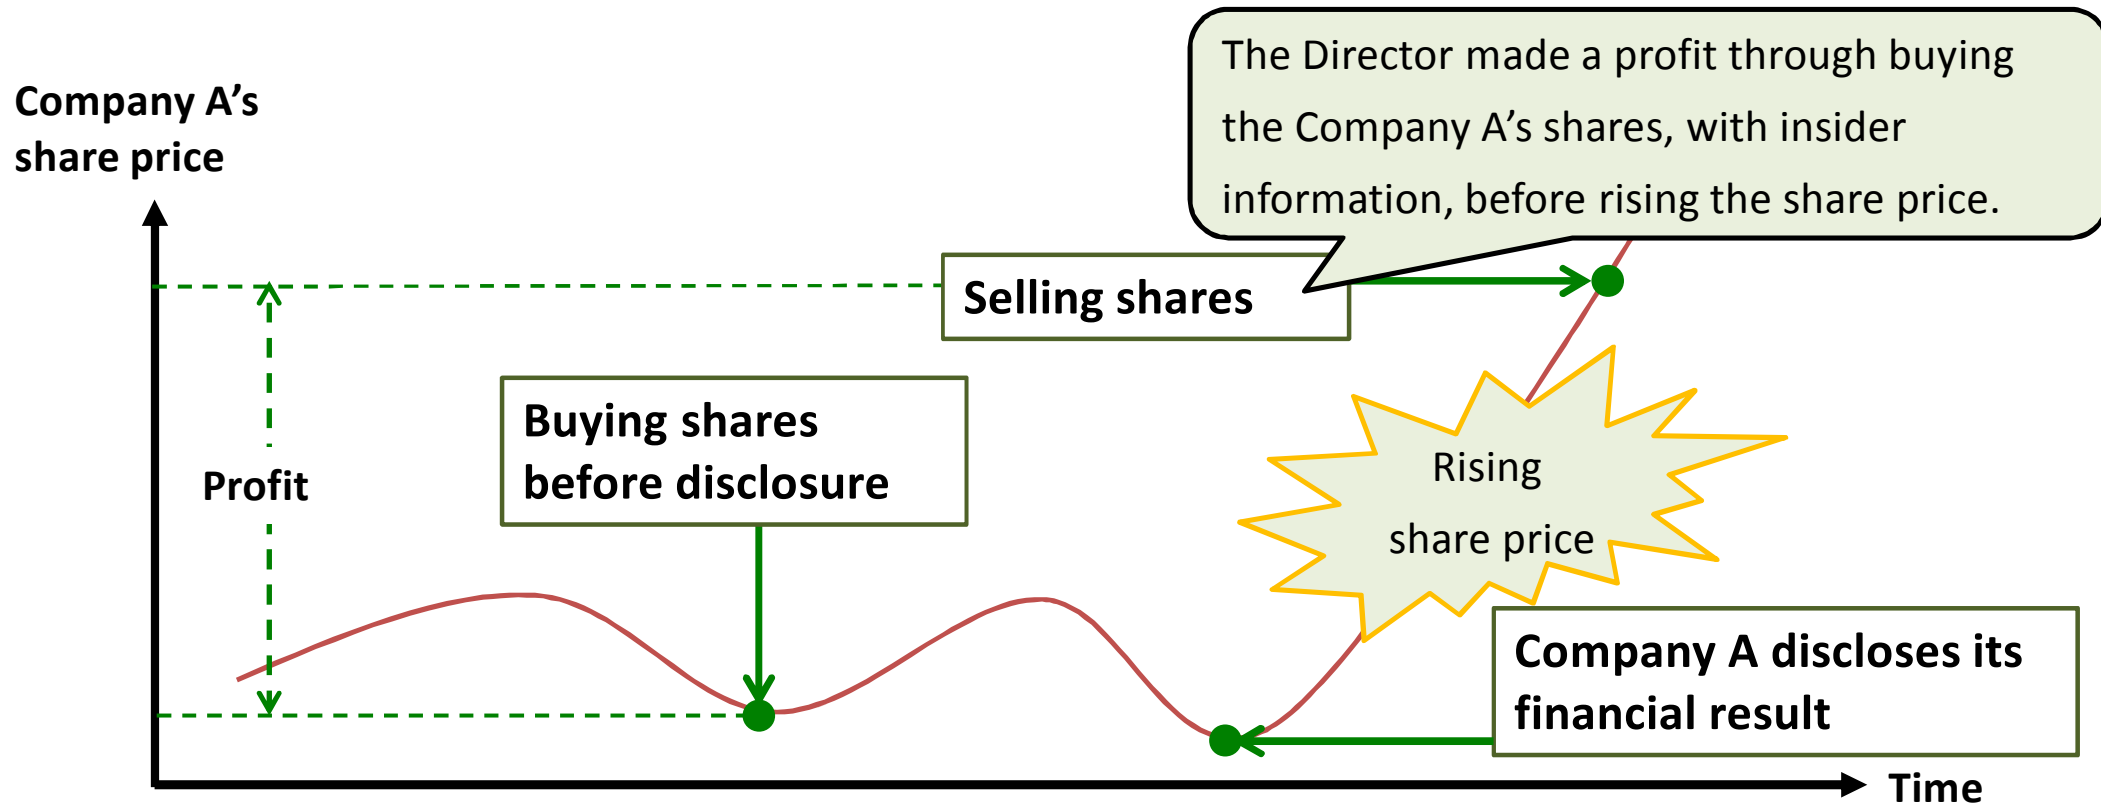 The Director made a profit through buying
the Company A’s shares, with insider
information, before rising the share price.
Company A’s
share price
Selling shares
Buying shares
before disclosure
Profit
Rising
share price
Company A discloses its
financial result
Time